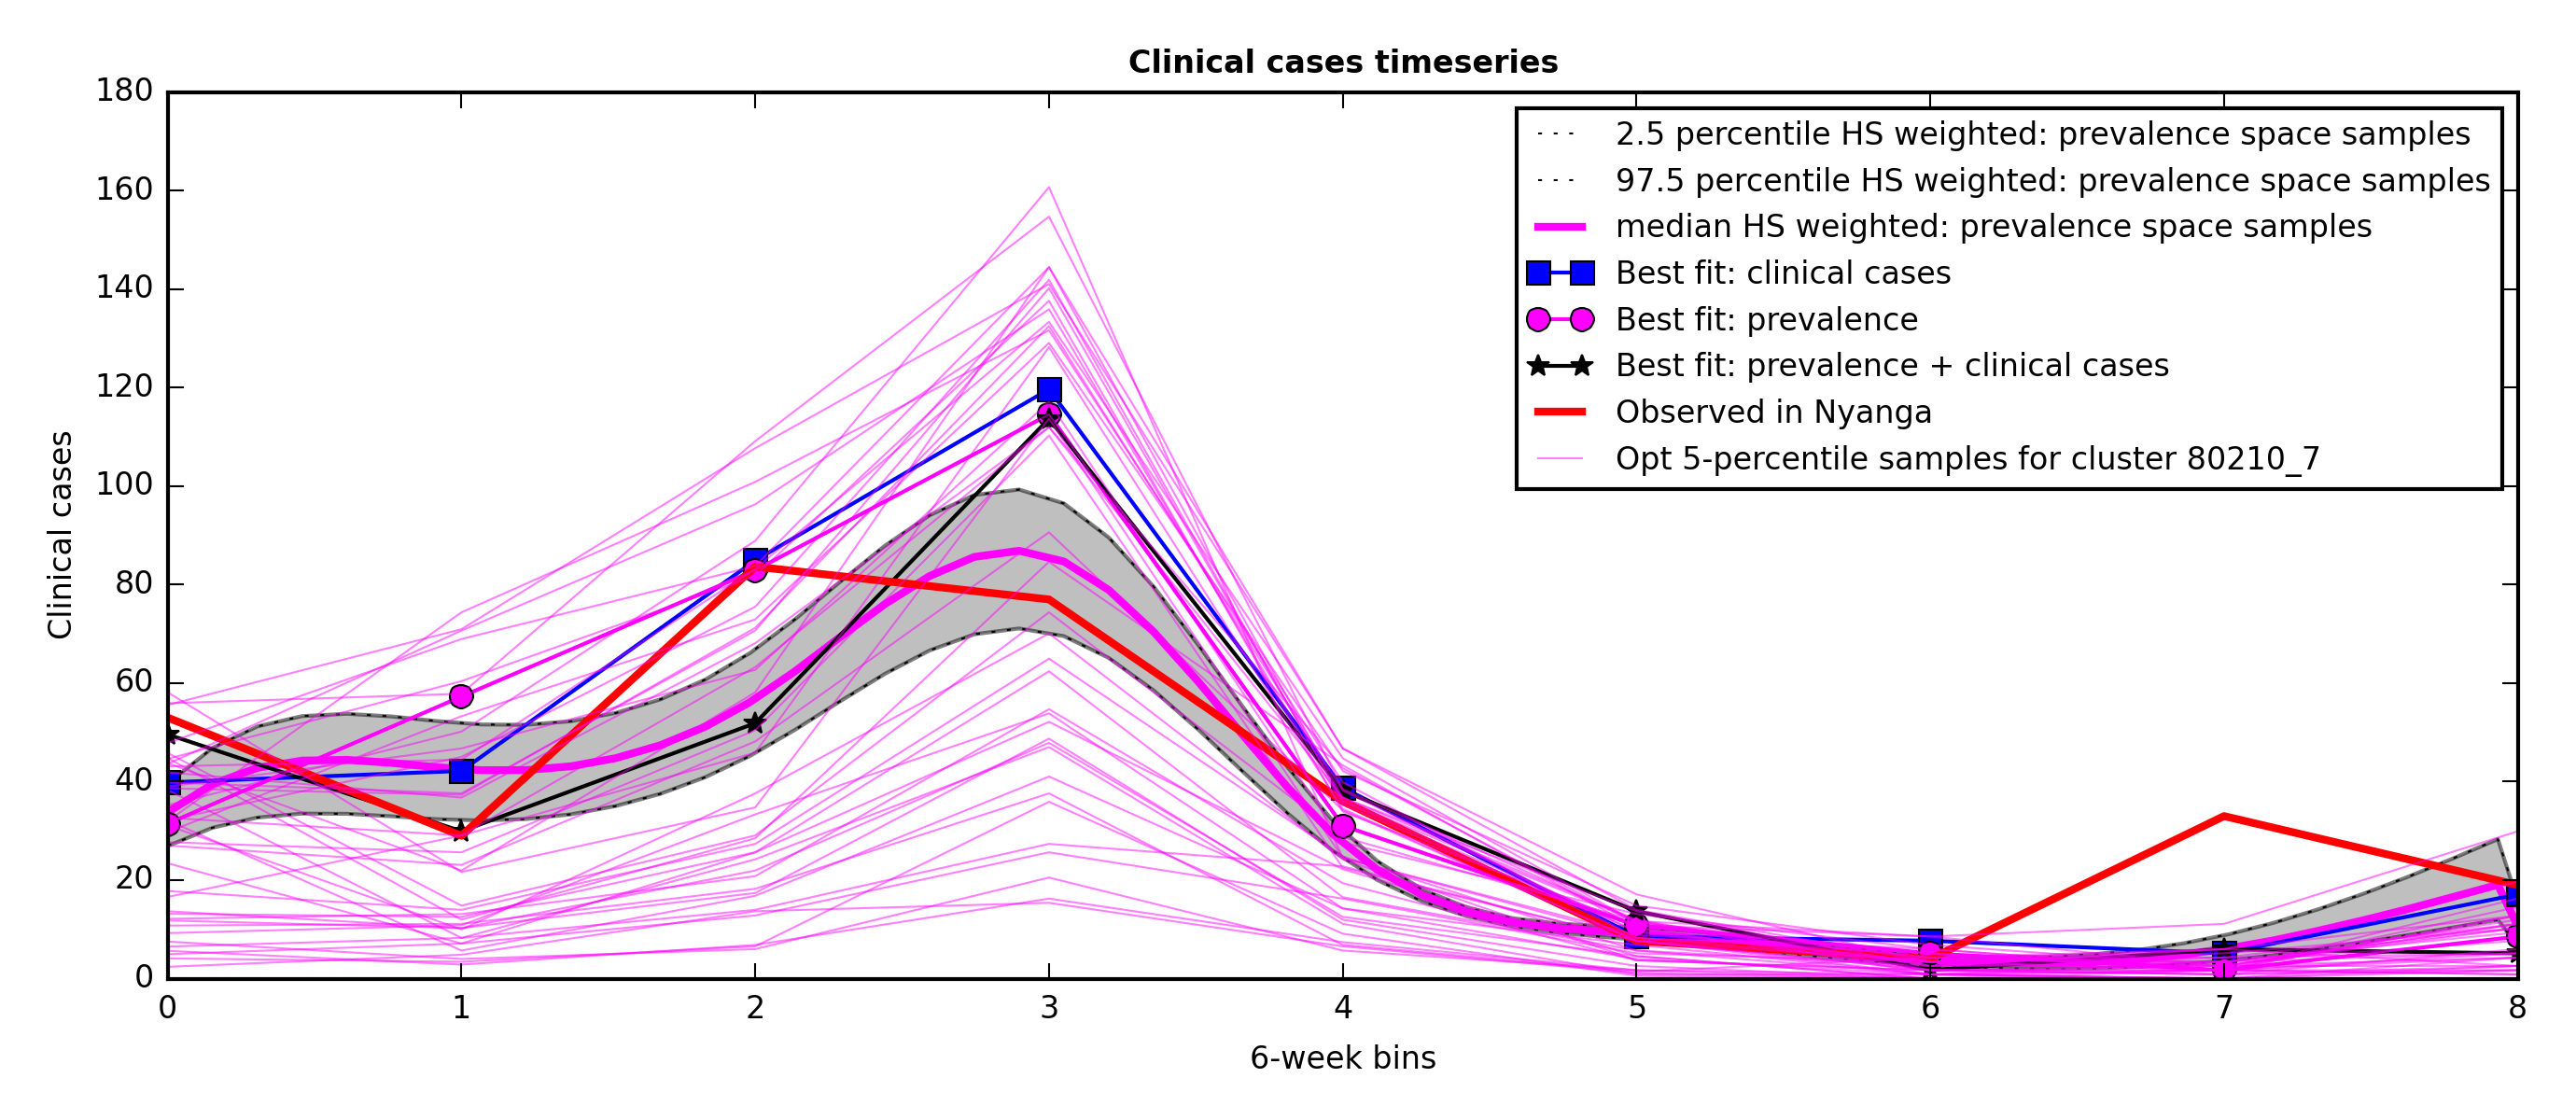 Clinical cases timeseries
180
160
140
120
100
80
60
40
20
0
Clinical cases
2.5 percentile HS weighted: prevalence space samples
97.5 percentile HS weighted: prevalence space samples
median HS weighted: prevalence space samples
Best fit: clinical cases
Best fit: prevalence
Best fit: prevalence + clinical cases
Observed in Nyanga
Opt 5-percentile samples for cluster 80210_7
0 1 2 3 4 5 6 7 8
6-week bins